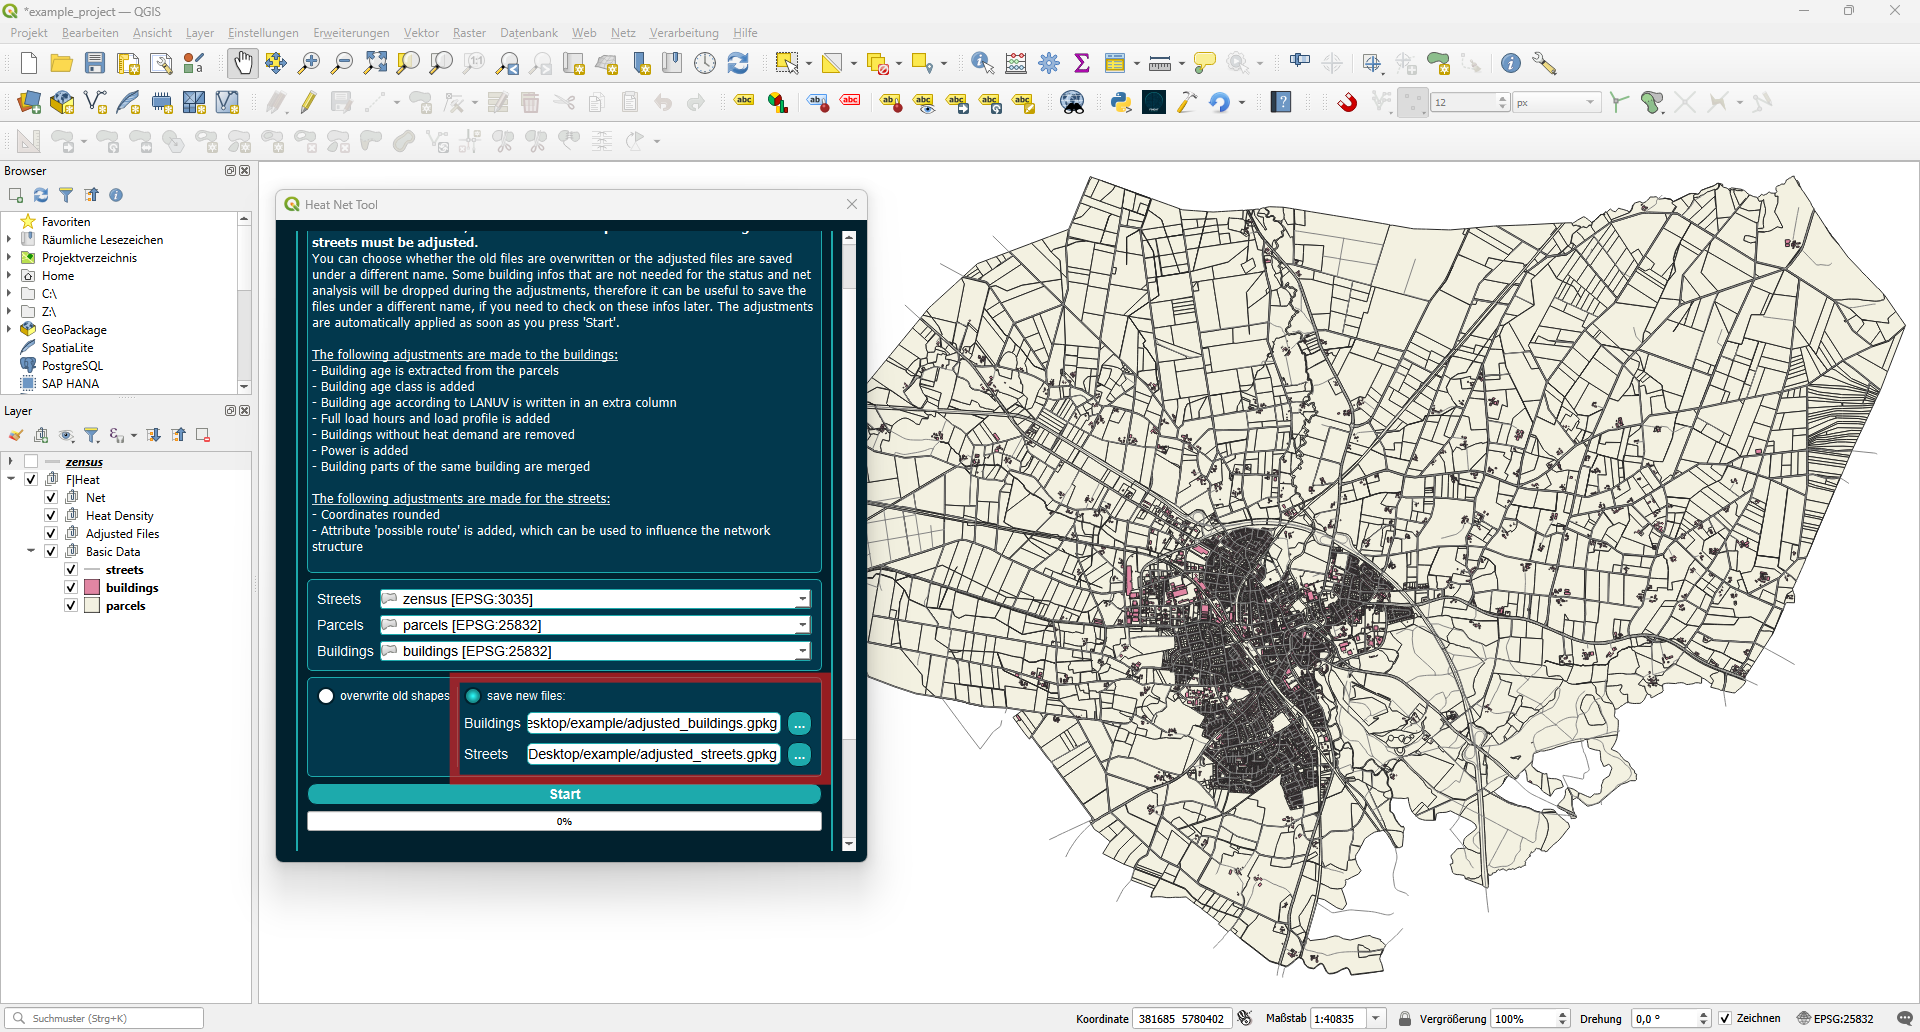 *example_project — QGIS
Projekt Bearbeiten Ansicht Layer Einstellungen Erweiterungen Vektor Raster Datenbank Web Netz Verarbeitung Hilfe
12 px
Browser
Favoriten
Räumliche Lesezeichen
Projektverzeichnis
Home
C:\
Z:\
GeoPackage
SpatiaLite
PostgreSQL
SAP HANA
Layer
zensus
F|Heat
Net
Heat Density
Adjusted Files
Basic Data
streets
buildings
parcels
Heat Net Tool
streets must be adjusted.
You can choose whether the old files are overwritten or the adjusted files are saved
under a different name. Some building infos that are not needed for the status and net
analysis will be dropped during the adjustments, therefore it can be useful to save the
files under a different name, if you need to check on these infos later. The adjustments
are automatically applied as soon as you press 'Start'.
The following adjustments are made to the buildings:
- Building age is extracted from the parcels
- Building age class is added
- Building age according to LANUV is written in an extra column
- Full load hours and load profile is added
- Buildings without heat demand are removed
- Power is added
- Building parts of the same building are merged
The following adjustments are made for the streets:
- Coordinates rounded
- Attribute 'possible route' is added, which can be used to influence the network
structure
Streets zensus [EPSG:3035]
Parcels parcels [EPSG:25832]
Buildings buildings [EPSG:25832]
overwrite old shapes save new files:
Buildings esktop/example/adjusted_buildings.gpkg ...
Streets Desktop/example/adjusted_streets.gpkg ...
Start
0%
Suchmuster (Strg+K) Koordinate 381685 5780402 Maßstab 1:40835 Vergrößerung 100% Drehung 0,0 ° Zeichnen EPSG:25832